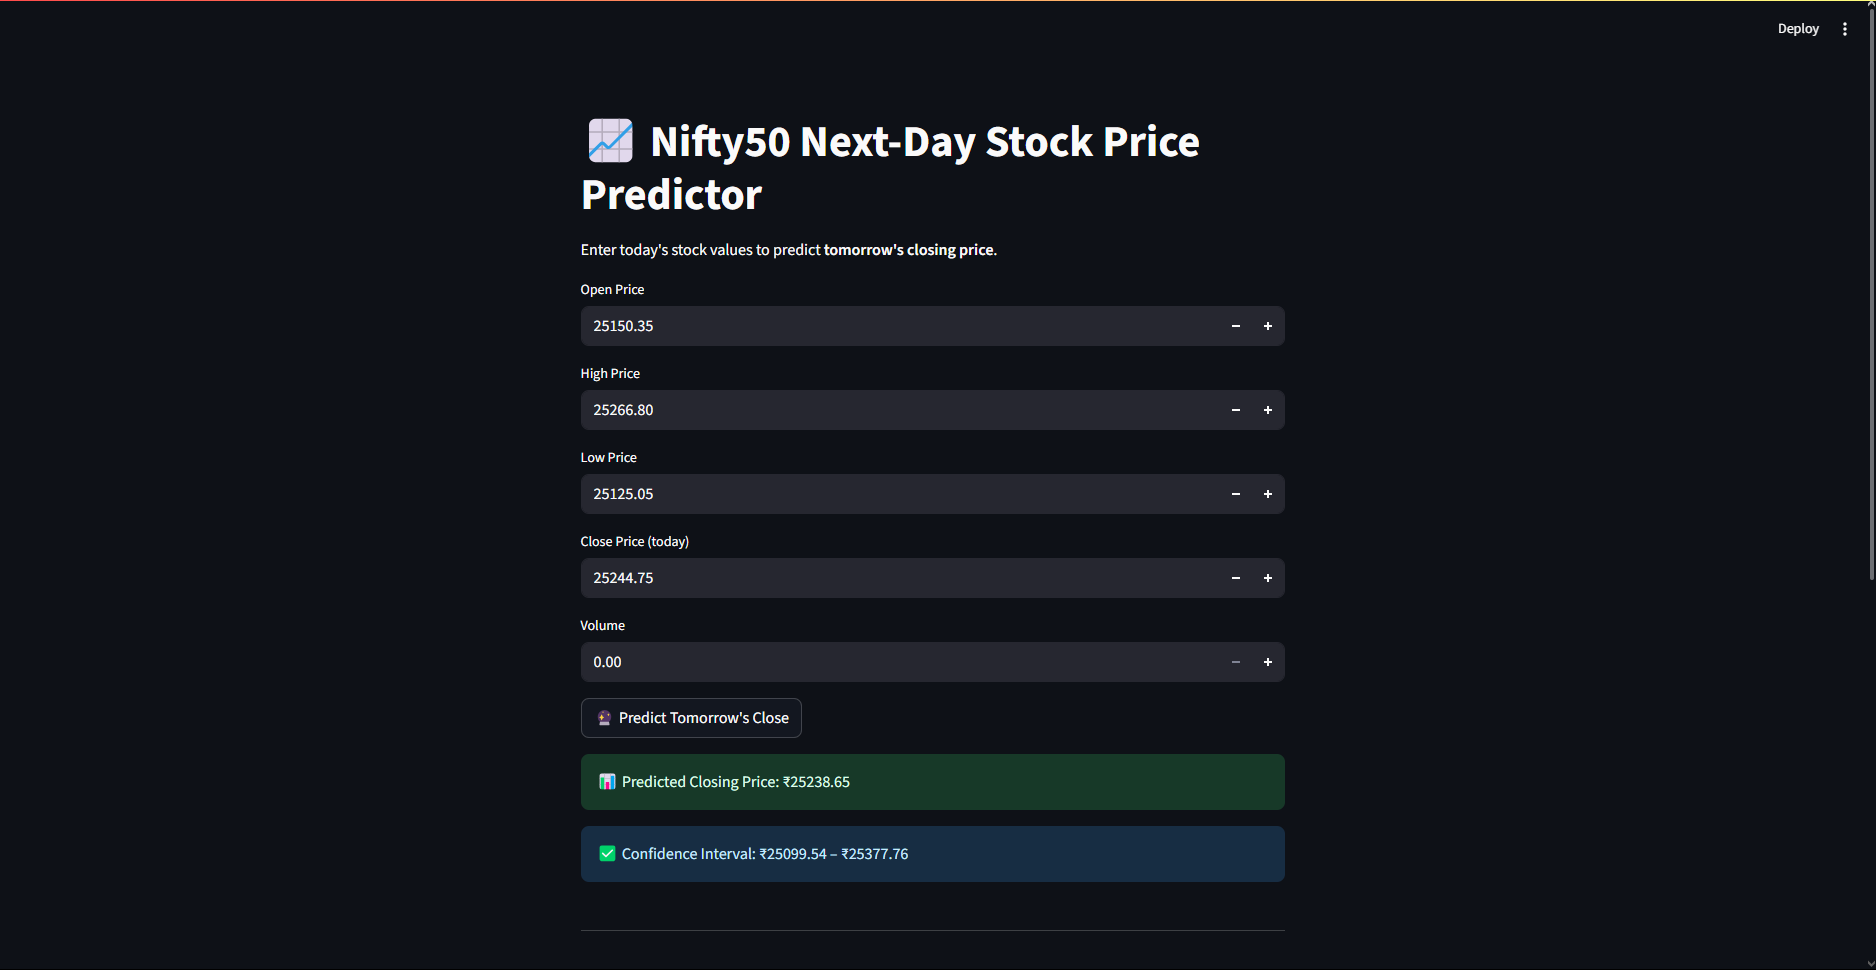 Deploy
Nifty50 Next-Day Stock Price
Predictor
Enter today's stock values to predict tomorrow's closing price.
Open Price
25150.35
High Price
25266.80
Low Price
25125.05
Close Price (today)
25244.75
Volume
0.00
Predict Tomorrow's Close
Predicted Closing Price: ₹25238.65
Confidence Interval: ₹25099.54 – ₹25377.76